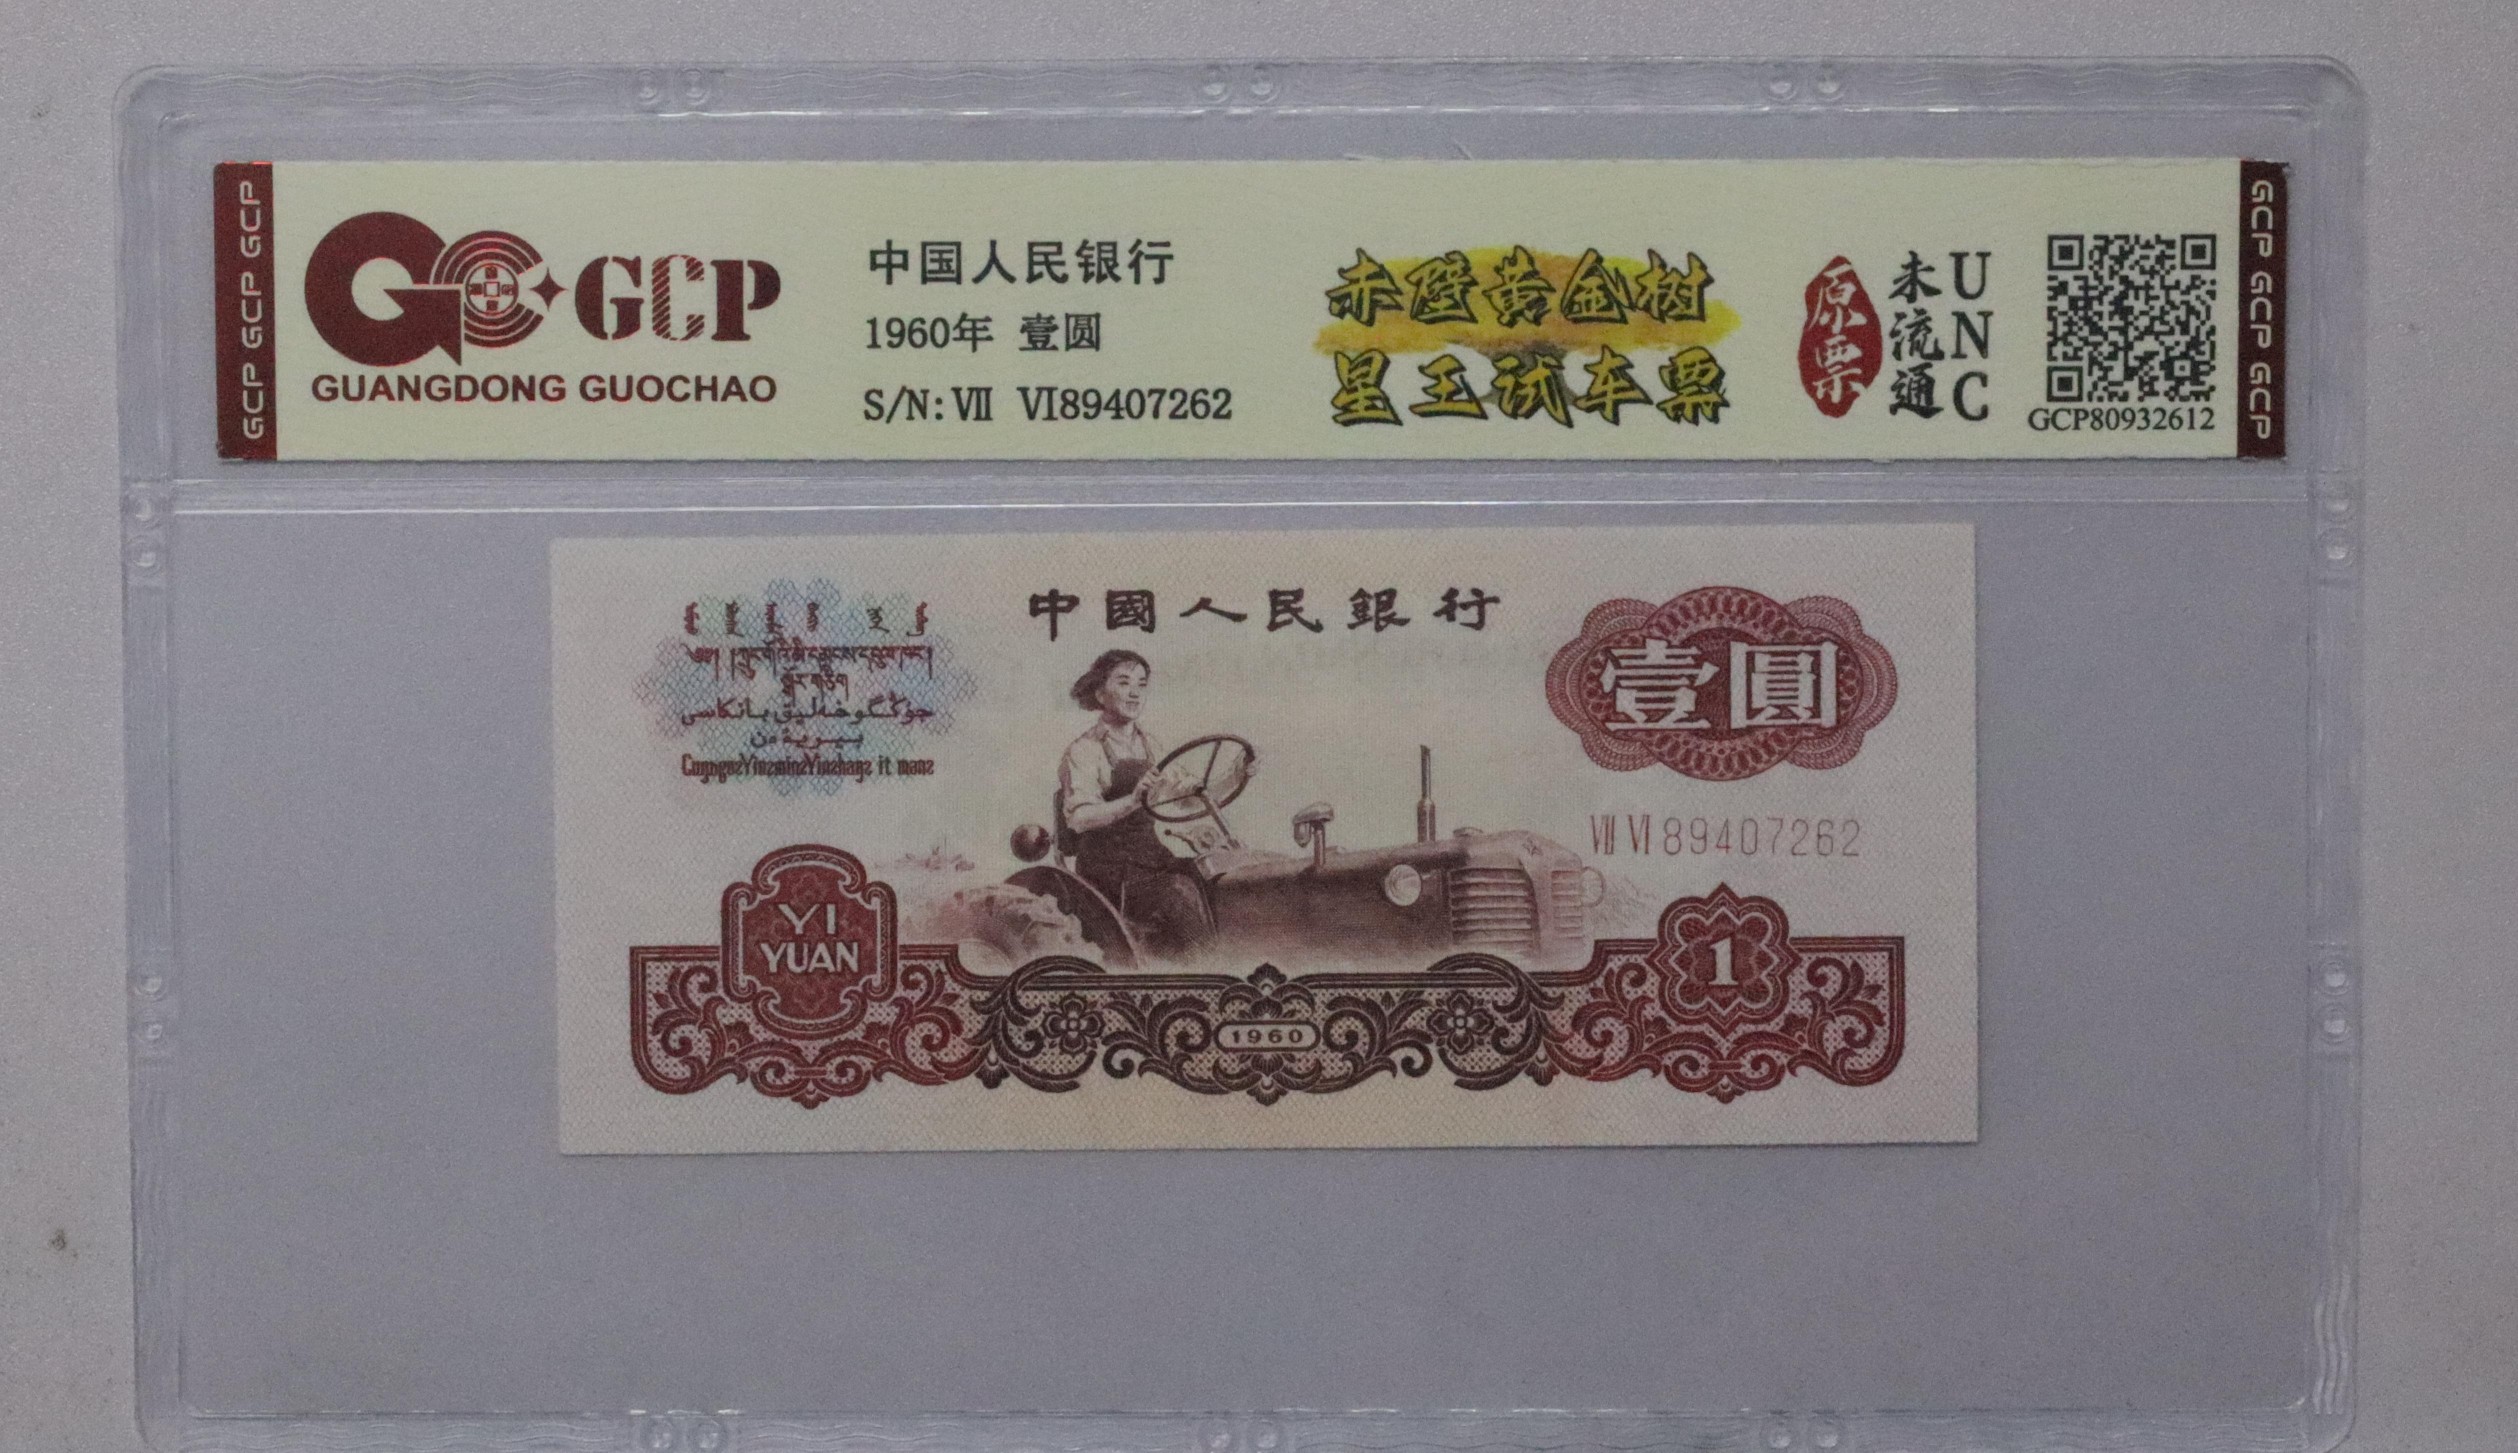 GCP GCP GCP
GCP
GUANGDONG GUOCHAO
中国人民银行
1960年 壹圆
S/N: Ⅶ Ⅵ89407262
赤壁黄金树
星王试车票
原票
未流通
UNC
GCP80932612
GCP GCP GCP
中國人民銀行
壹圓
Ⅶ Ⅵ 89407262
YI
YUAN
1
1960